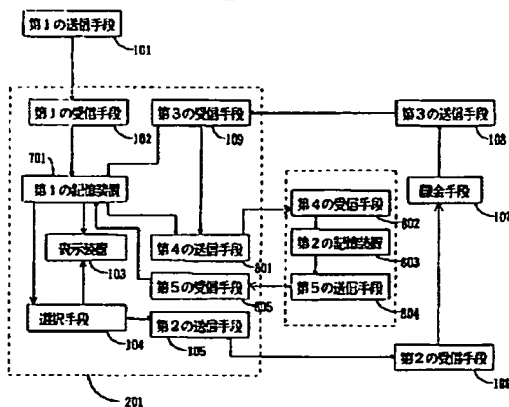 第1の送信手段
101
第1の受信手段
102
第3の受信手段
109
第3の送信手段
108
701
第1の記憶装置
第4の受信手段
602
課金手段
107
表示装置
103
第4の送信手段
601
第2の記憶装置
603
第5の受信手段
605
第5の送信手段
604
選択手段
104
第2の送信手段
105
第2の受信手段
106
201